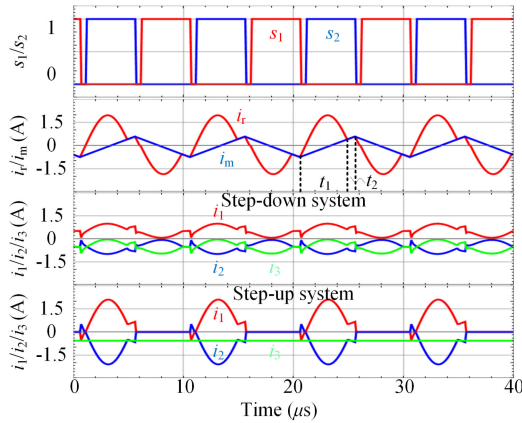 s₁/s₂
1
0
s₁
s₂
iᵣ/iₘ (A)
1.5
0
-1.5
iᵣ
iₘ
t₁
t₂
Step-down system
i₁/i₂/i₃ (A)
1.5
0
-1.5
i₁
i₂
i₃
Step-up system
i₁/i₂/i₃ (A)
1.5
0
-1.5
i₁
i₂
i₃
0 10 20 30 40
Time (μs)